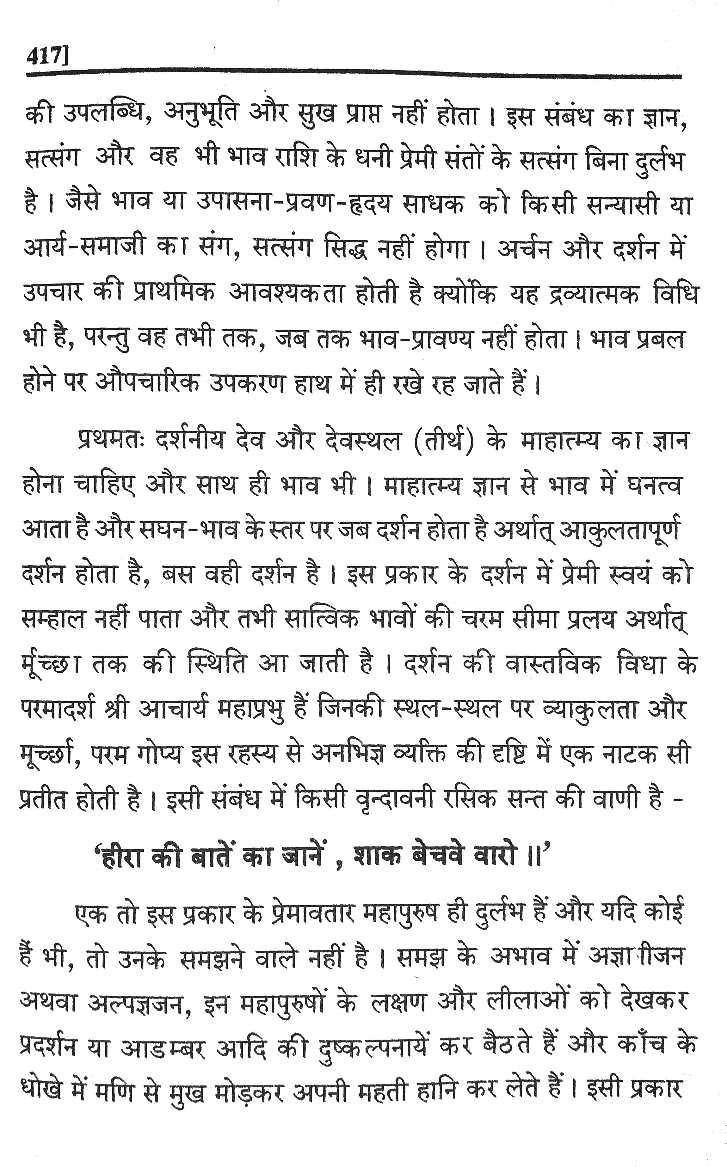 417]
की उपलब्धि, अनुभूति और सुख प्राप्त नहीं होता । इस संबंध का ज्ञान,
सत्संग और वह भी भाव राशि के धनी प्रेमी संतों के सत्संग बिना दुर्लभ
है । जैसे भाव या उपासना-प्रवण-हृदय साधक को किसी सन्यासी या
आर्य-समाजी का संग, सत्संग सिद्ध नहीं होगा । अर्चन और दर्शन में
उपचार की प्राथमिक आवश्यकता होती है क्योंकि यह द्रव्यात्मक विधि
भी है, परन्तु वह तभी तक, जब तक भाव-प्रावण्य नहीं होता । भाव प्रबल
होने पर औपचारिक उपकरण हाथ में ही रखे रह जाते हैं ।
प्रथमतः दर्शनीय देव और देवस्थल (तीर्थ) के माहात्म्य का ज्ञान
होना चाहिए और साथ ही भाव भी । माहात्म्य ज्ञान से भाव में घनत्व
आता है और सघन-भाव के स्तर पर जब दर्शन होता है अर्थात् आकुलतापूर्ण
दर्शन होता है, बस वही दर्शन है । इस प्रकार के दर्शन में प्रेमी स्वयं को
सम्हाल नहीं पाता और तभी सात्विक भावों की चरम सीमा प्रलय अर्थात्
र्मूच्छा तक की स्थिति आ जाती है । दर्शन की वास्तविक विधा के
परमादर्श श्री आचार्य महाप्रभु हैं जिनकी स्थल-स्थल पर व्याकुलता और
मूर्च्छा, परम गोप्य इस रहस्य से अनभिज्ञ व्यक्ति की दृष्टि में एक नाटक सी
प्रतीत होती है । इसी संबंध में किसी वृन्दावनी रसिक सन्त की वाणी है -
‘हीरा की बातें का जानें , शाक बेचवे वारो ॥’
एक तो इस प्रकार के प्रेमावतार महापुरुष ही दुर्लभ हैं और यदि कोई
हैं भी, तो उनके समझने वाले नहीं है । समझ के अभाव में अज्ञानीजन
अथवा अल्पज्ञजन, इन महापुरुषों के लक्षण और लीलाओं को देखकर
प्रदर्शन या आडम्बर आदि की दुष्कल्पनायें कर बैठते हैं और काँच के
धोखे में मणि से मुख मोड़कर अपनी महती हानि कर लेते हैं । इसी प्रकार